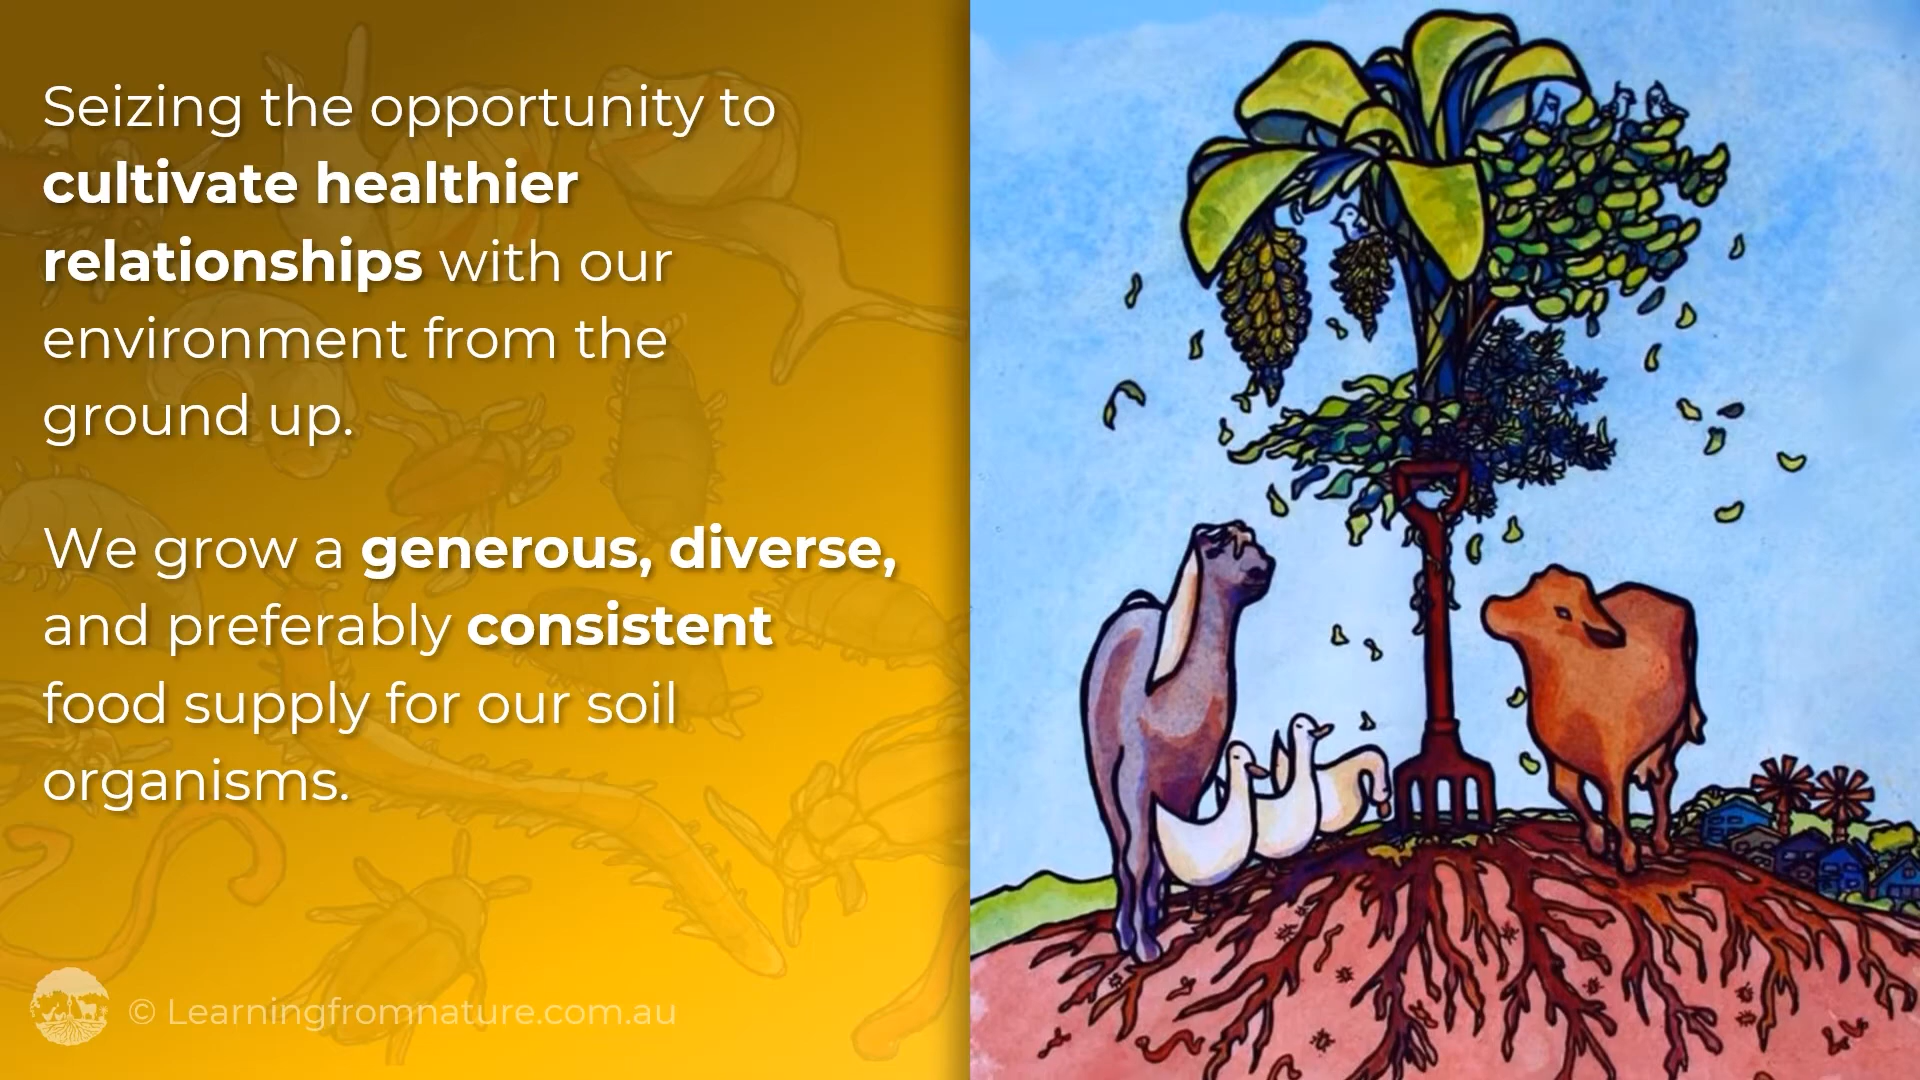 Seizing the opportunity to
cultivate healthier
relationships with our
environment from the
ground up.
We grow a generous, diverse,
and preferably consistent
food supply for our soil
organisms.
© Learningfromnature.com.au